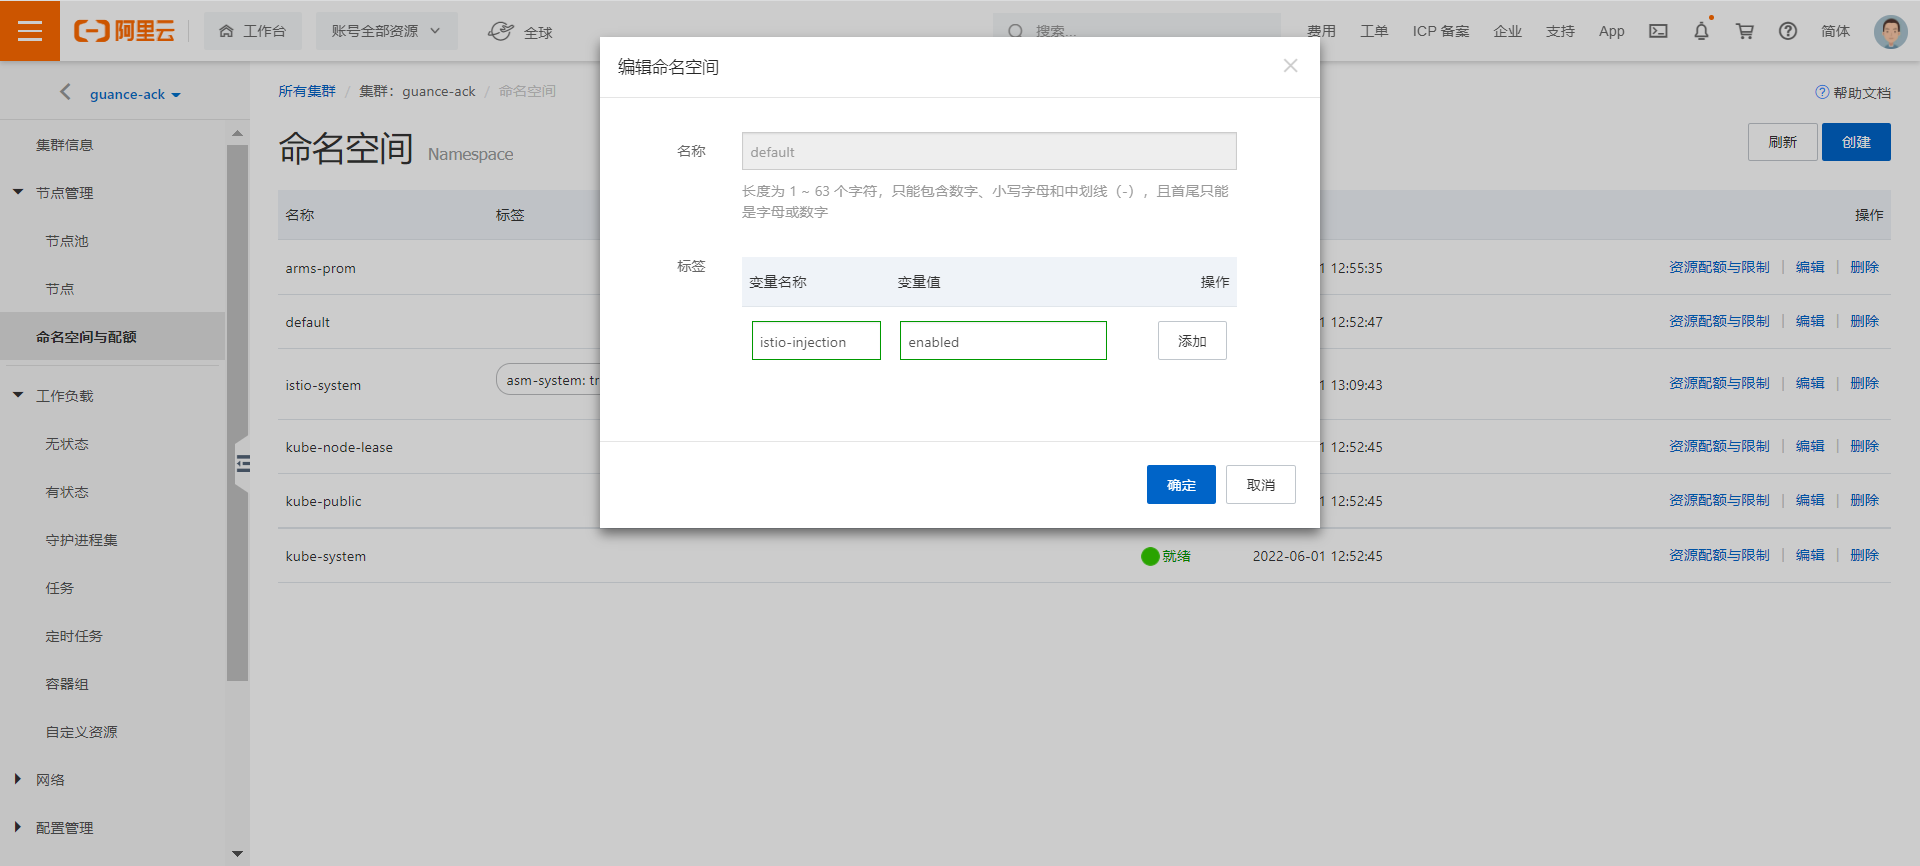 阿里云
工作台
账号全部资源
全球
搜索...
费用
工单
ICP 备案
企业
支持
App
简体
guance-ack
集群信息
节点管理
节点池
节点
命名空间与配额
工作负载
无状态
有状态
守护进程集
任务
定时任务
容器组
自定义资源
网络
配置管理
所有集群 / 集群：guance-ack / 命名空间
帮助文档
命名空间 Namespace
刷新 创建
名称 标签 操作
arms-prom 1 12:55:35 资源配额与限制 | 编辑 | 删除
default 1 12:52:47 资源配额与限制 | 编辑 | 删除
istio-system asm-system: tr 1 13:09:43 资源配额与限制 | 编辑 | 删除
kube-node-lease 1 12:52:45 资源配额与限制 | 编辑 | 删除
kube-public 1 12:52:45 资源配额与限制 | 编辑 | 删除
kube-system 就绪 2022-06-01 12:52:45 资源配额与限制 | 编辑 | 删除
编辑命名空间
名称 default
长度为 1 ~ 63 个字符，只能包含数字、小写字母和中划线（-），且首尾只能
是字母或数字
标签
变量名称 变量值 操作
istio-injection enabled 添加
确定 取消